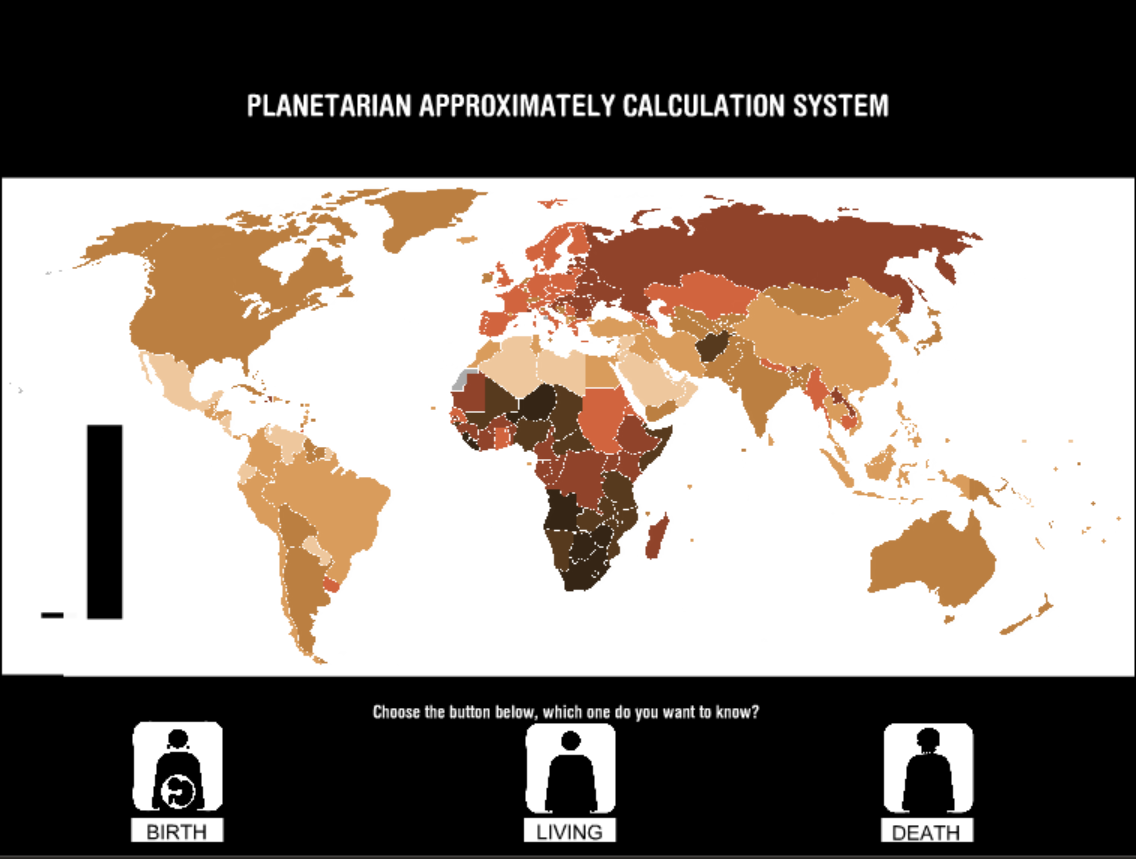 PLANETARIAN APPROXIMATELY CALCULATION SYSTEM
Choose the button below, which one do you want to know?
BIRTH
LIVING
DEATH